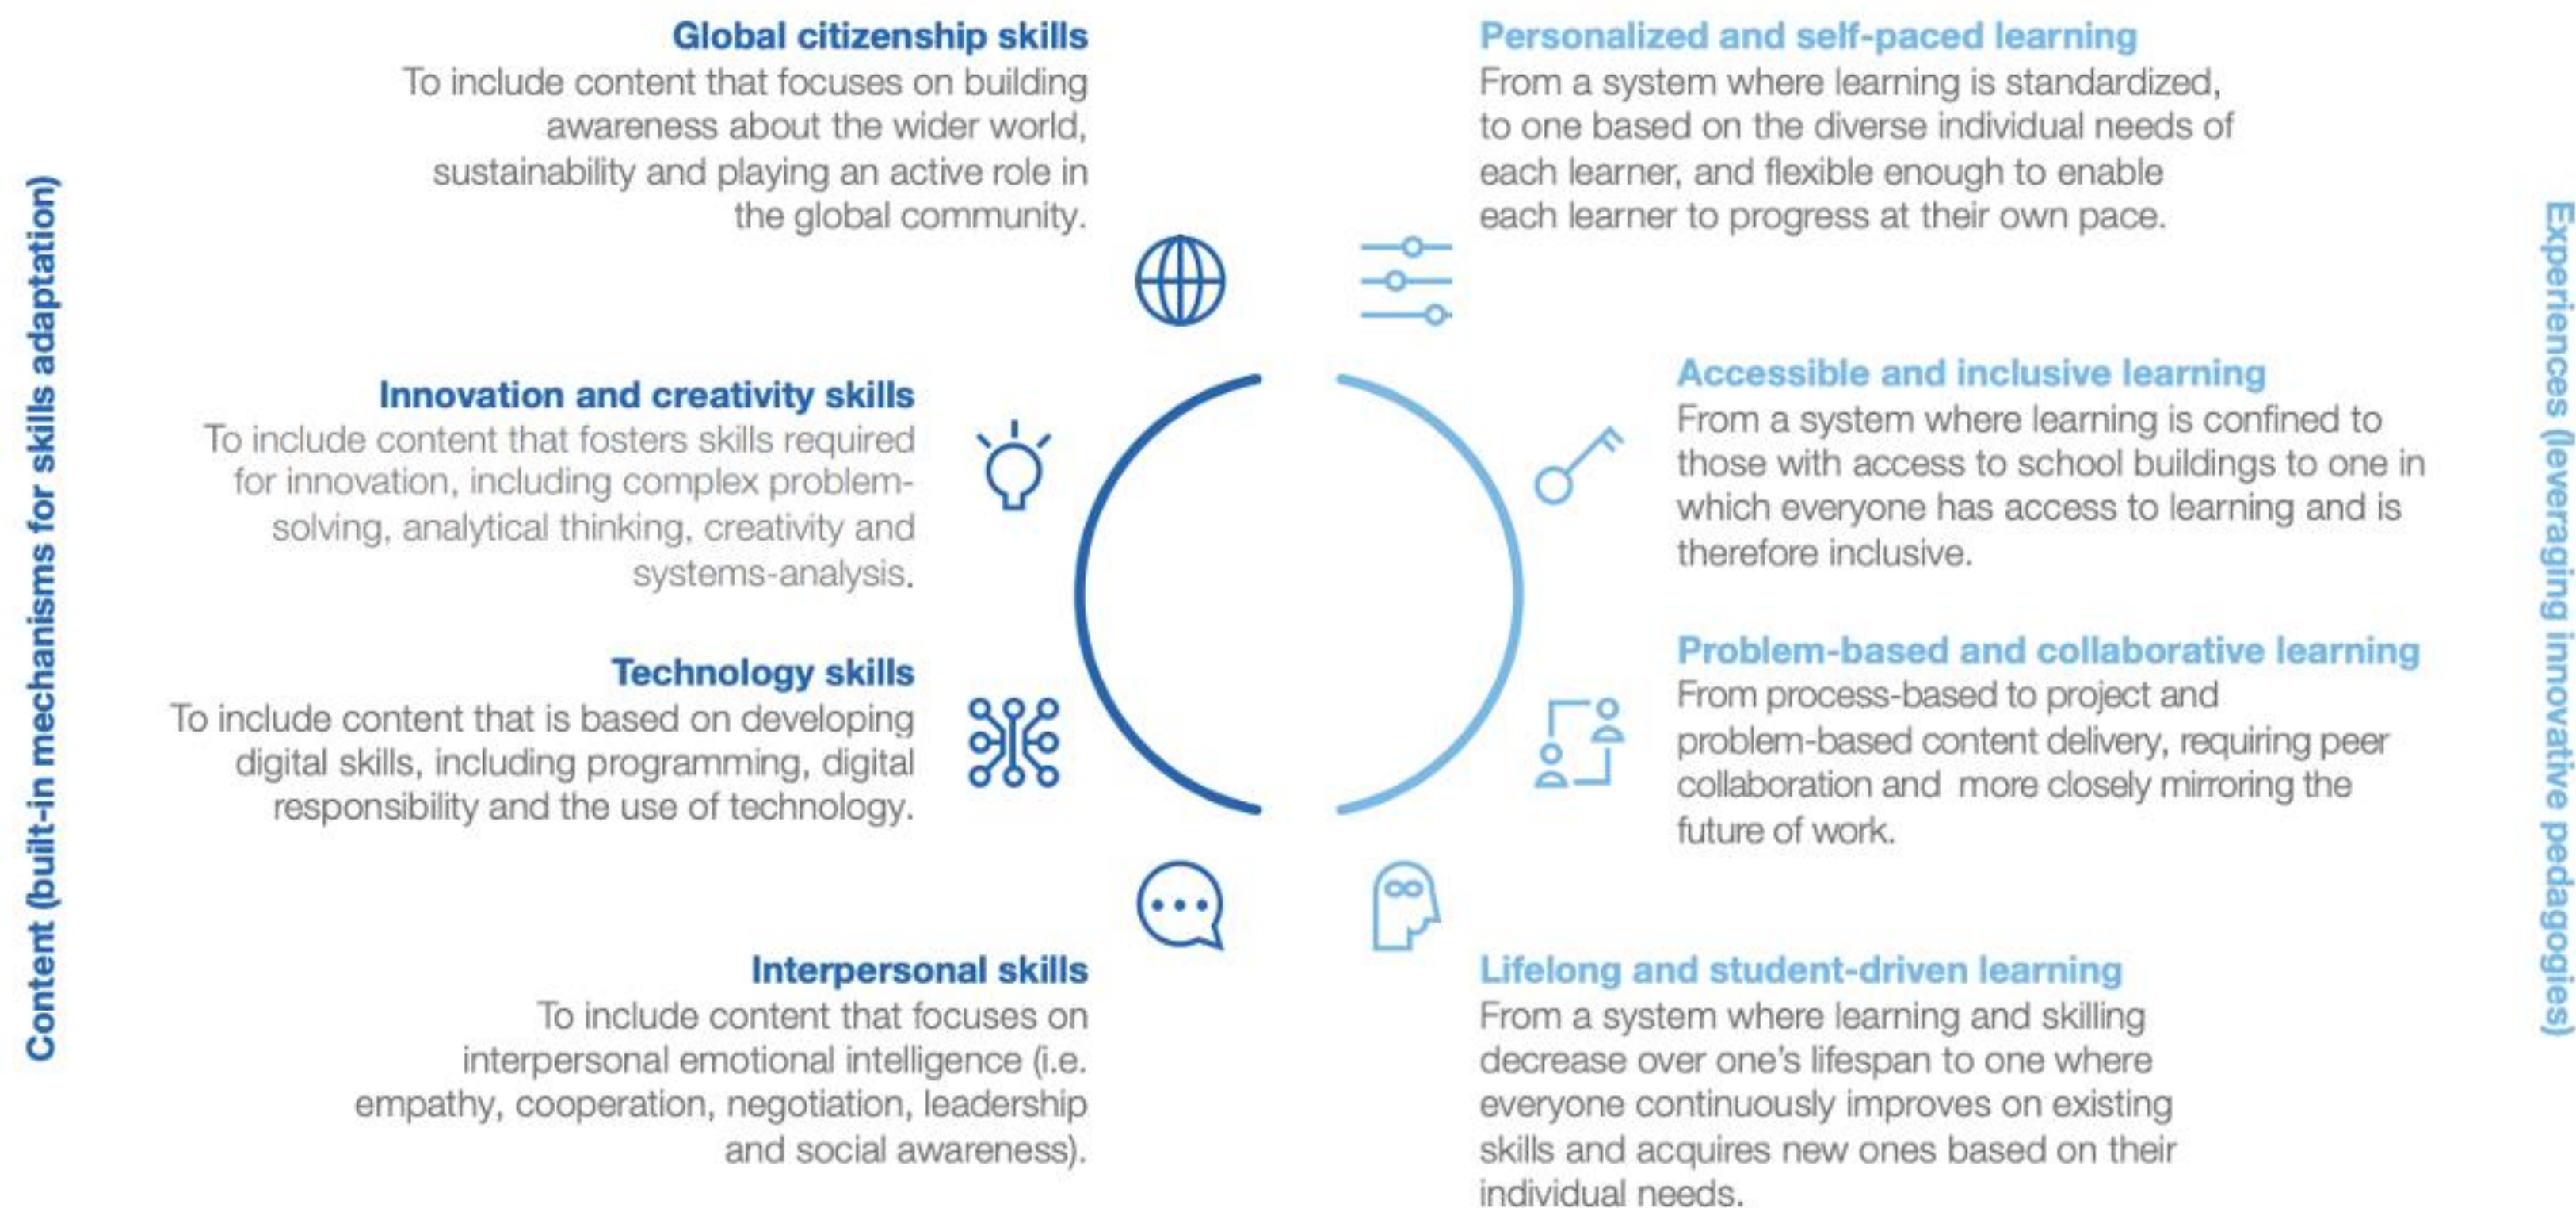 Content (built-in mechanisms for skills adaptation)
Global citizenship skills
To include content that focuses on building
awareness about the wider world,
sustainability and playing an active role in
the global community.
Innovation and creativity skills
To include content that fosters skills required
for innovation, including complex problem-
solving, analytical thinking, creativity and
systems-analysis.
Technology skills
To include content that is based on developing
digital skills, including programming, digital
responsibility and the use of technology.
Interpersonal skills
To include content that focuses on
interpersonal emotional intelligence (i.e.
empathy, cooperation, negotiation, leadership
and social awareness).
Personalized and self-paced learning
From a system where learning is standardized,
to one based on the diverse individual needs of
each learner, and flexible enough to enable
each learner to progress at their own pace.
Accessible and inclusive learning
From a system where learning is confined to
those with access to school buildings to one in
which everyone has access to learning and is
therefore inclusive.
Problem-based and collaborative learning
From process-based to project and
problem-based content delivery, requiring peer
collaboration and more closely mirroring the
future of work.
Lifelong and student-driven learning
From a system where learning and skilling
decrease over one's lifespan to one where
everyone continuously improves on existing
skills and acquires new ones based on their
individual needs.
Experiences (leveraging innovative pedagogies)